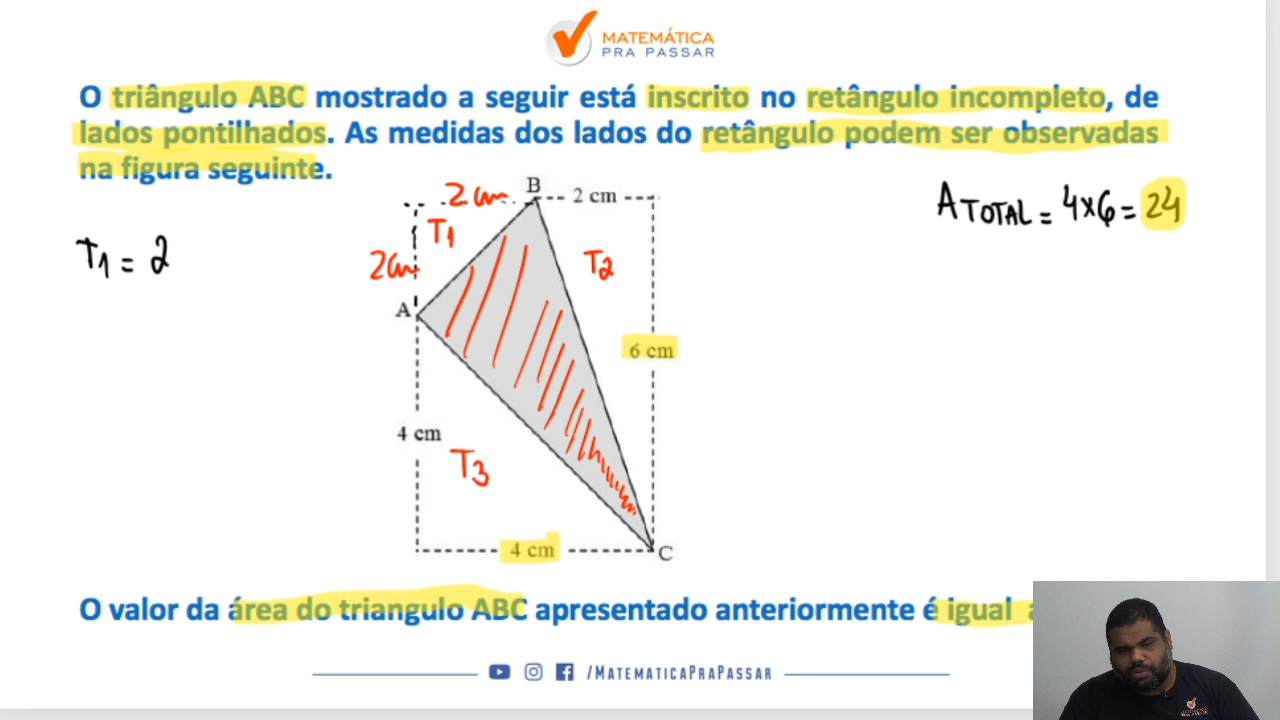 MATEMÁTICA
PRA PASSAR
O triângulo ABC mostrado a seguir está inscrito no retângulo incompleto, de
lados pontilhados. As medidas dos lados do retângulo podem ser observadas
na figura seguinte.
2cm
B
2 cm
A TOTAL = 4x6 = 24
T1
T1 = 2
2cm
T2
A
6 cm
4 cm
T3
4 cm
C
O valor da área do triangulo ABC apresentado anteriormente é igual a
/MATEMATICAPRAPASSAR